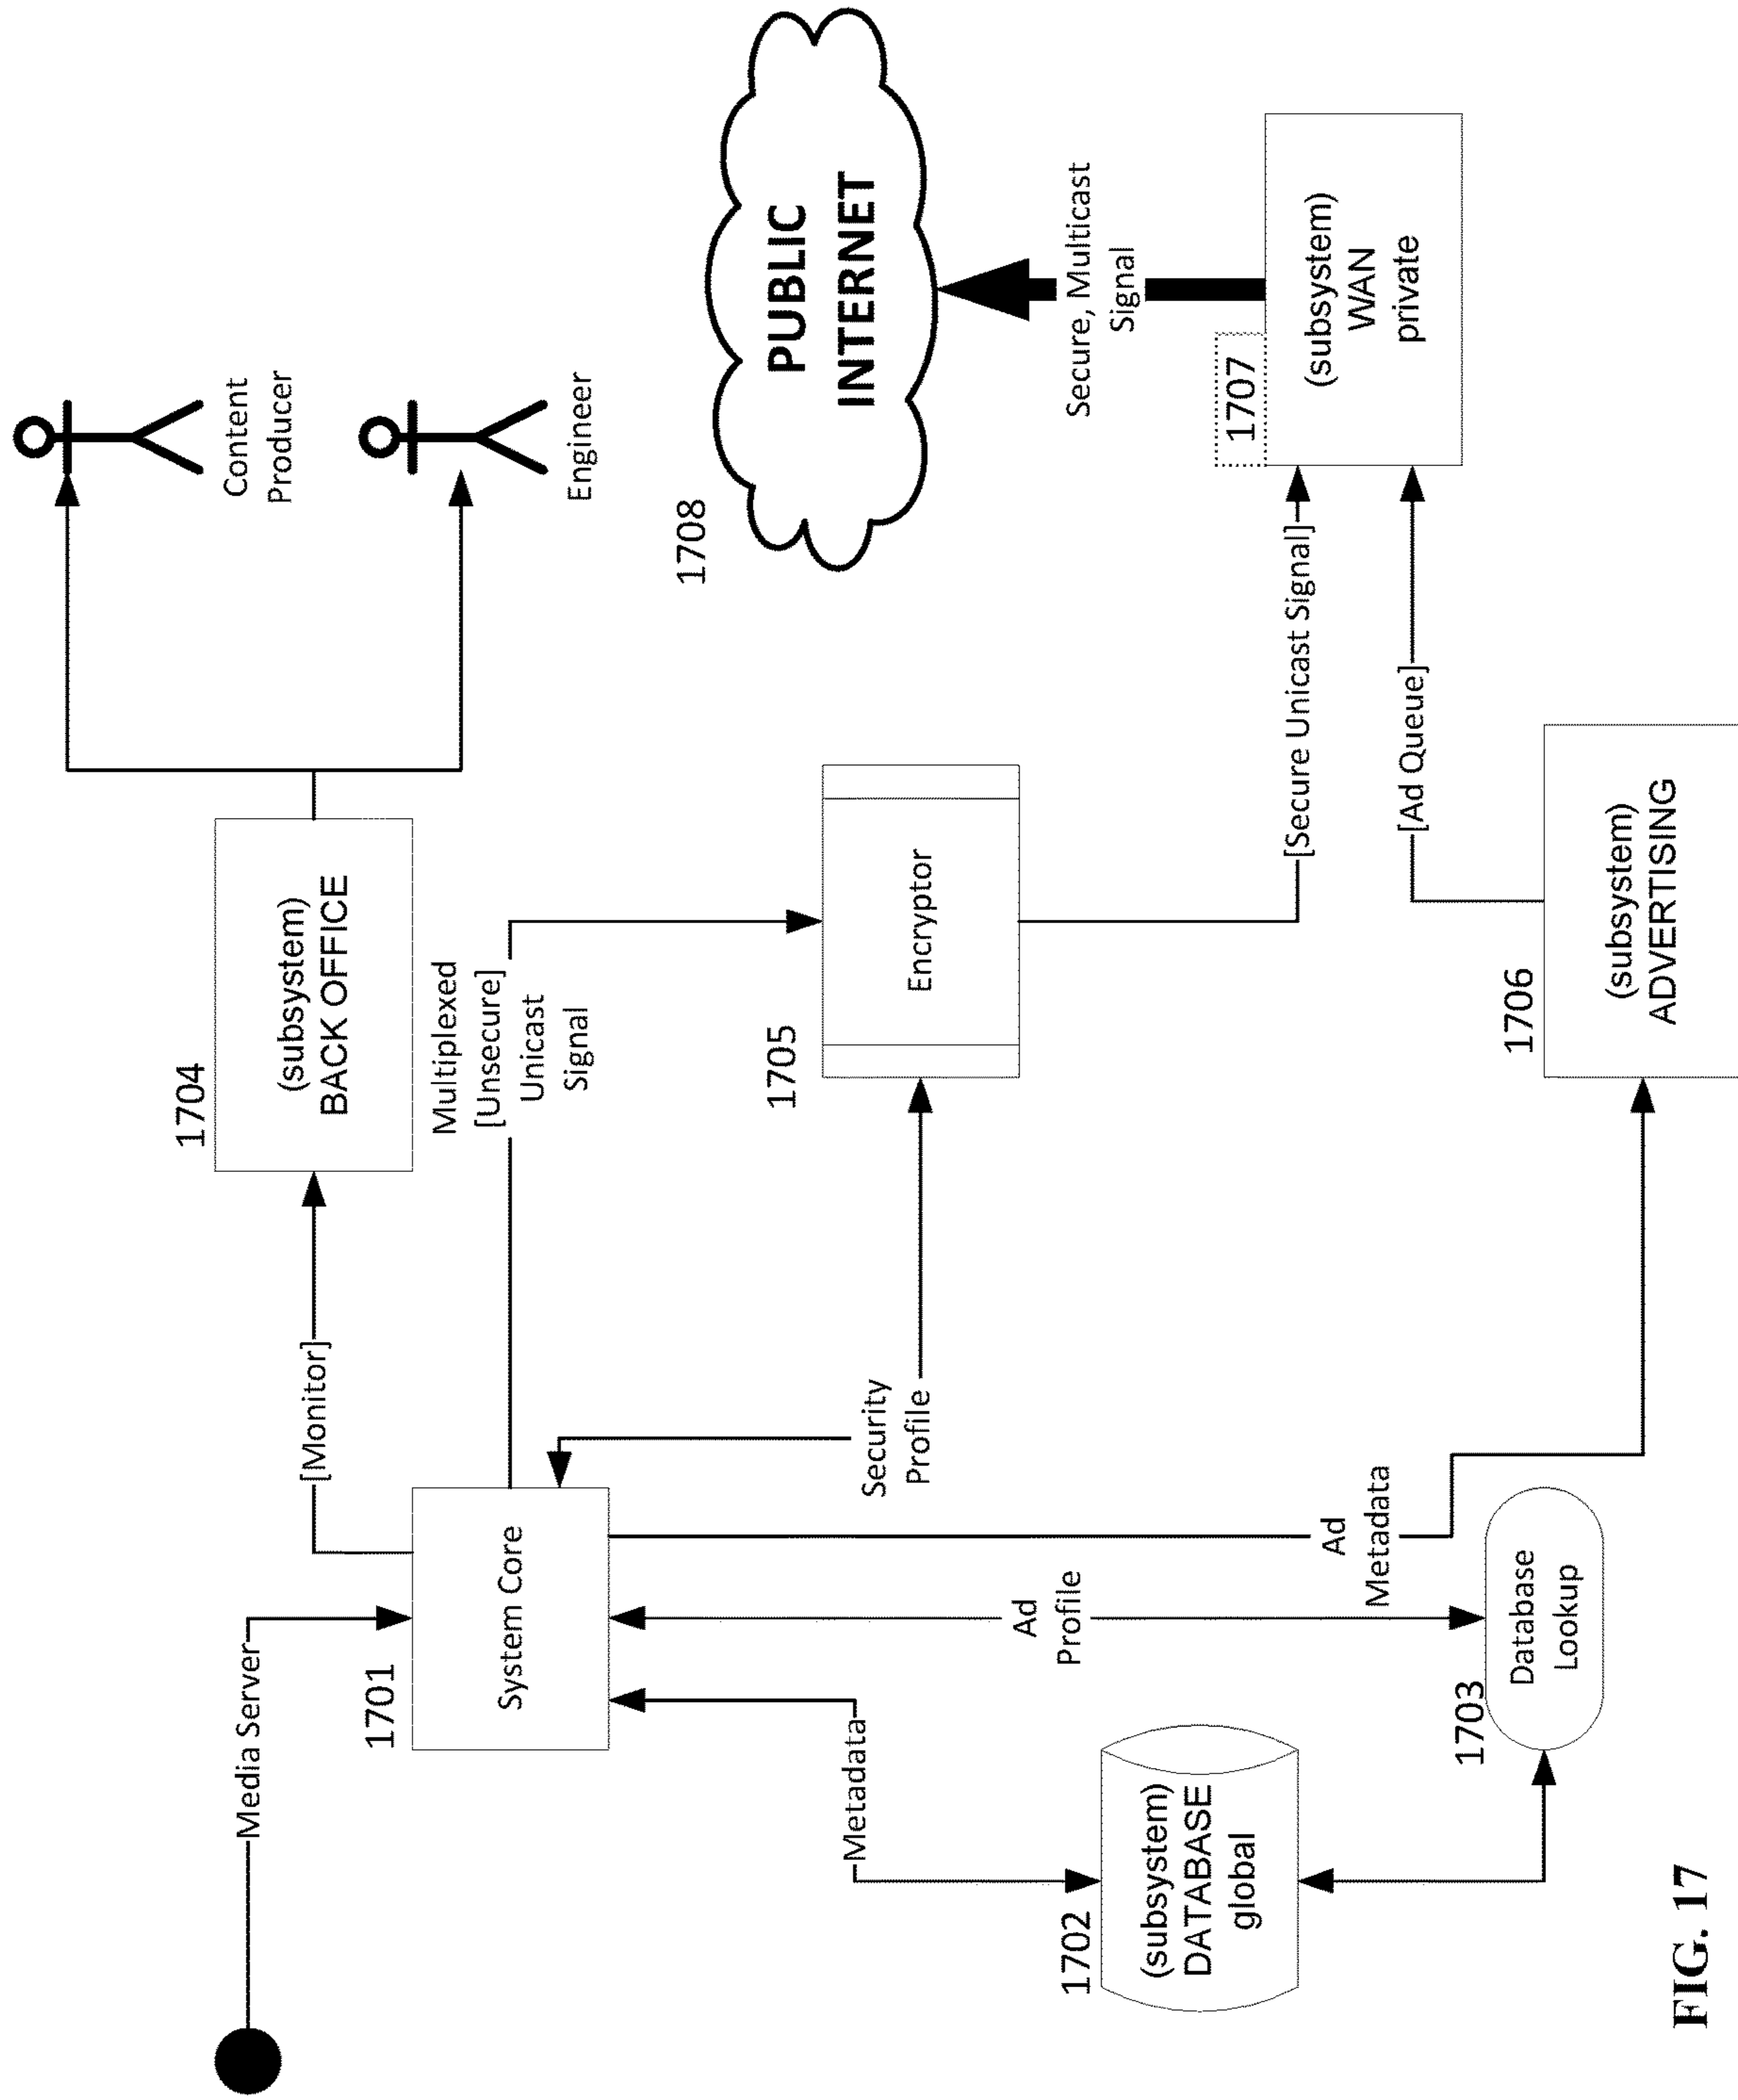 Media Server
1701
System Core
[Monitor]
1704
(subsystem)
BACK OFFICE
Content
Producer
Engineer
Multiplexed
[Unsecure]
Unicast
Signal
Security
Profile
1705
Encryptor
1708
PUBLIC
INTERNET
Secure, Multicast
Signal
Metadata
1702
(subsystem)
DATABASE
global
Ad
Profile
Ad
Metadata
1703
Database
Lookup
[Secure Unicast Signal]
[Ad Queue]
1707
(subsystem)
WAN
private
1706
(subsystem)
ADVERTISING
FIG. 17